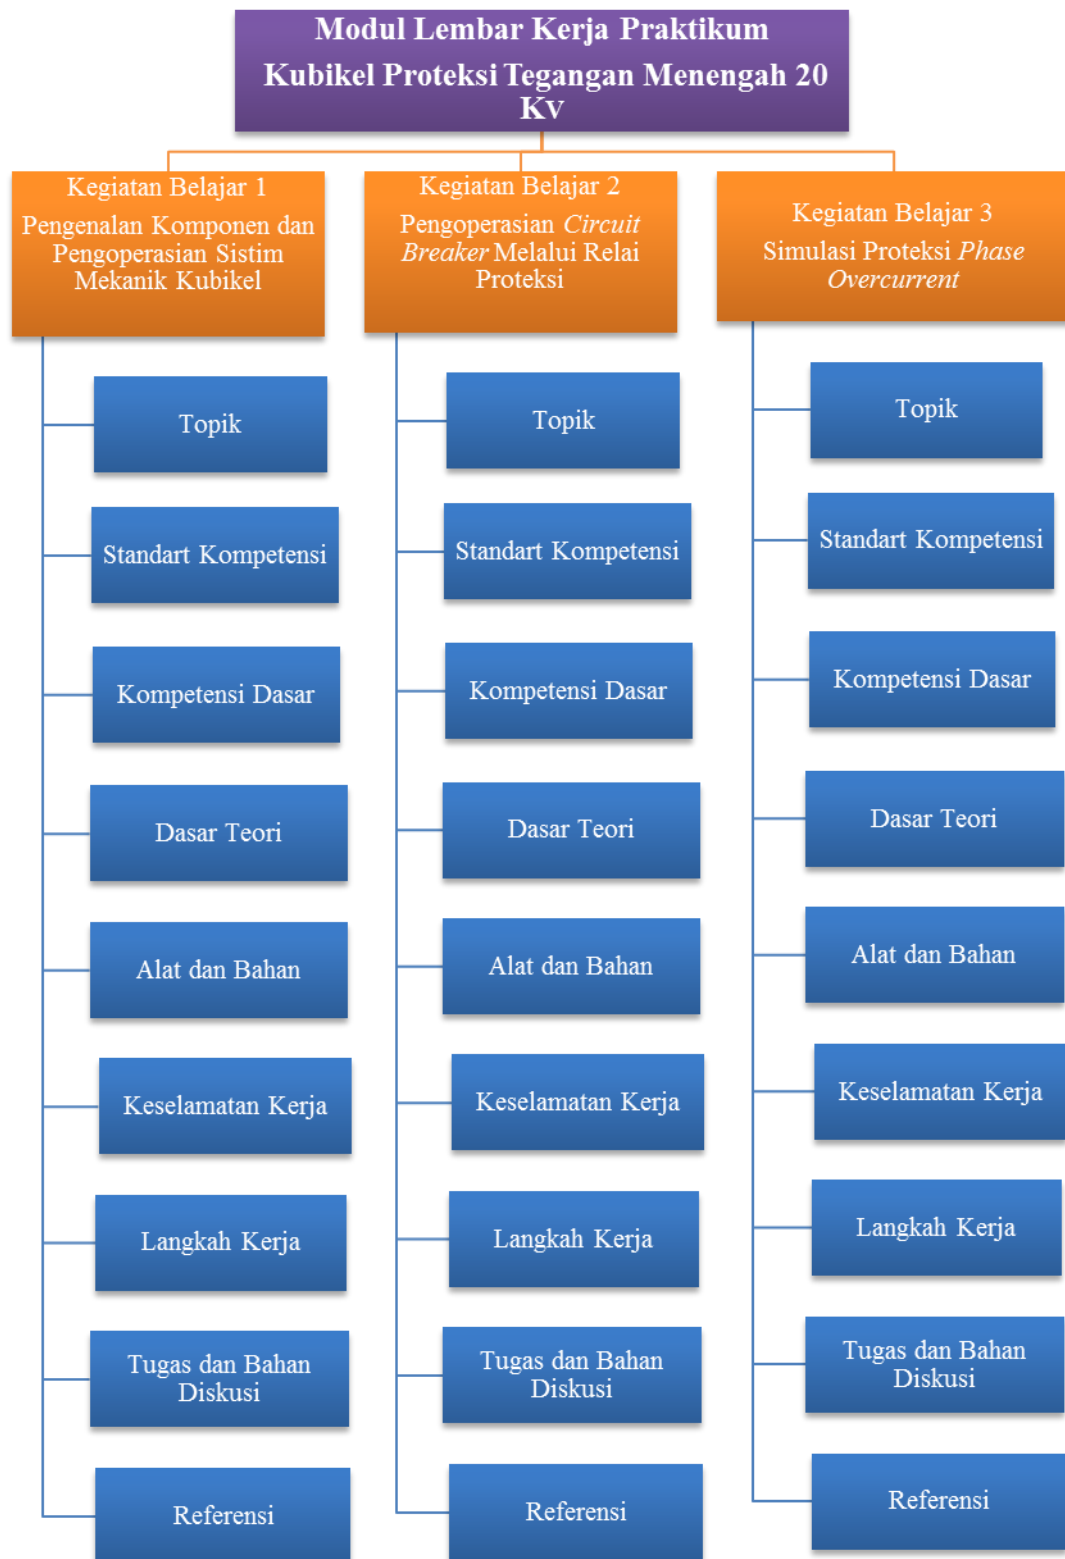 Modul Lembar Kerja Praktikum
Kubikel Proteksi Tegangan Menengah 20
Kv
Kegiatan Belajar 1
Pengenalan Komponen dan
Pengoperasian Sistim
Mekanik Kubikel
Topik
Standart Kompetensi
Kompetensi Dasar
Dasar Teori
Alat dan Bahan
Keselamatan Kerja
Langkah Kerja
Tugas dan Bahan
Diskusi
Referensi
Kegiatan Belajar 2
Pengoperasian Circuit
Breaker Melalui Relai
Proteksi
Topik
Standart Kompetensi
Kompetensi Dasar
Dasar Teori
Alat dan Bahan
Keselamatan Kerja
Langkah Kerja
Tugas dan Bahan
Diskusi
Referensi
Kegiatan Belajar 3
Simulasi Proteksi Phase
Overcurrent
Topik
Standart Kompetensi
Kompetensi Dasar
Dasar Teori
Alat dan Bahan
Keselamatan Kerja
Langkah Kerja
Tugas dan Bahan
Diskusi
Referensi